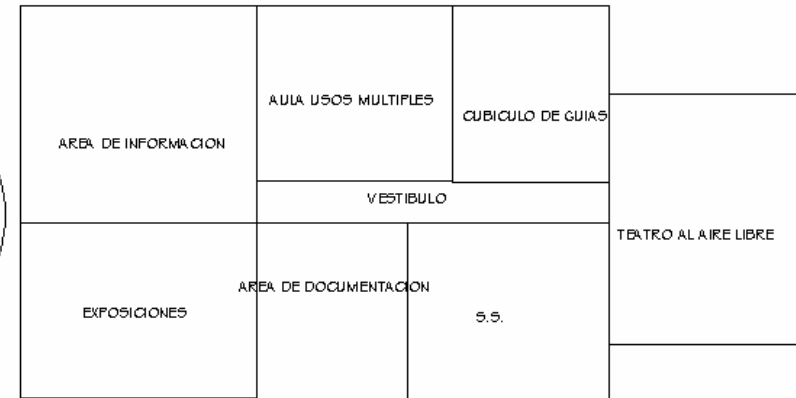 AULA USOS MULTIPLES
CUBICULO DE GUIAS
AREA DE INFORMACION
VESTIBULO
TEATRO AL AIRE LIBRE
AREA DE DOCUMENTACION
EXPOSICIONES
S.S.